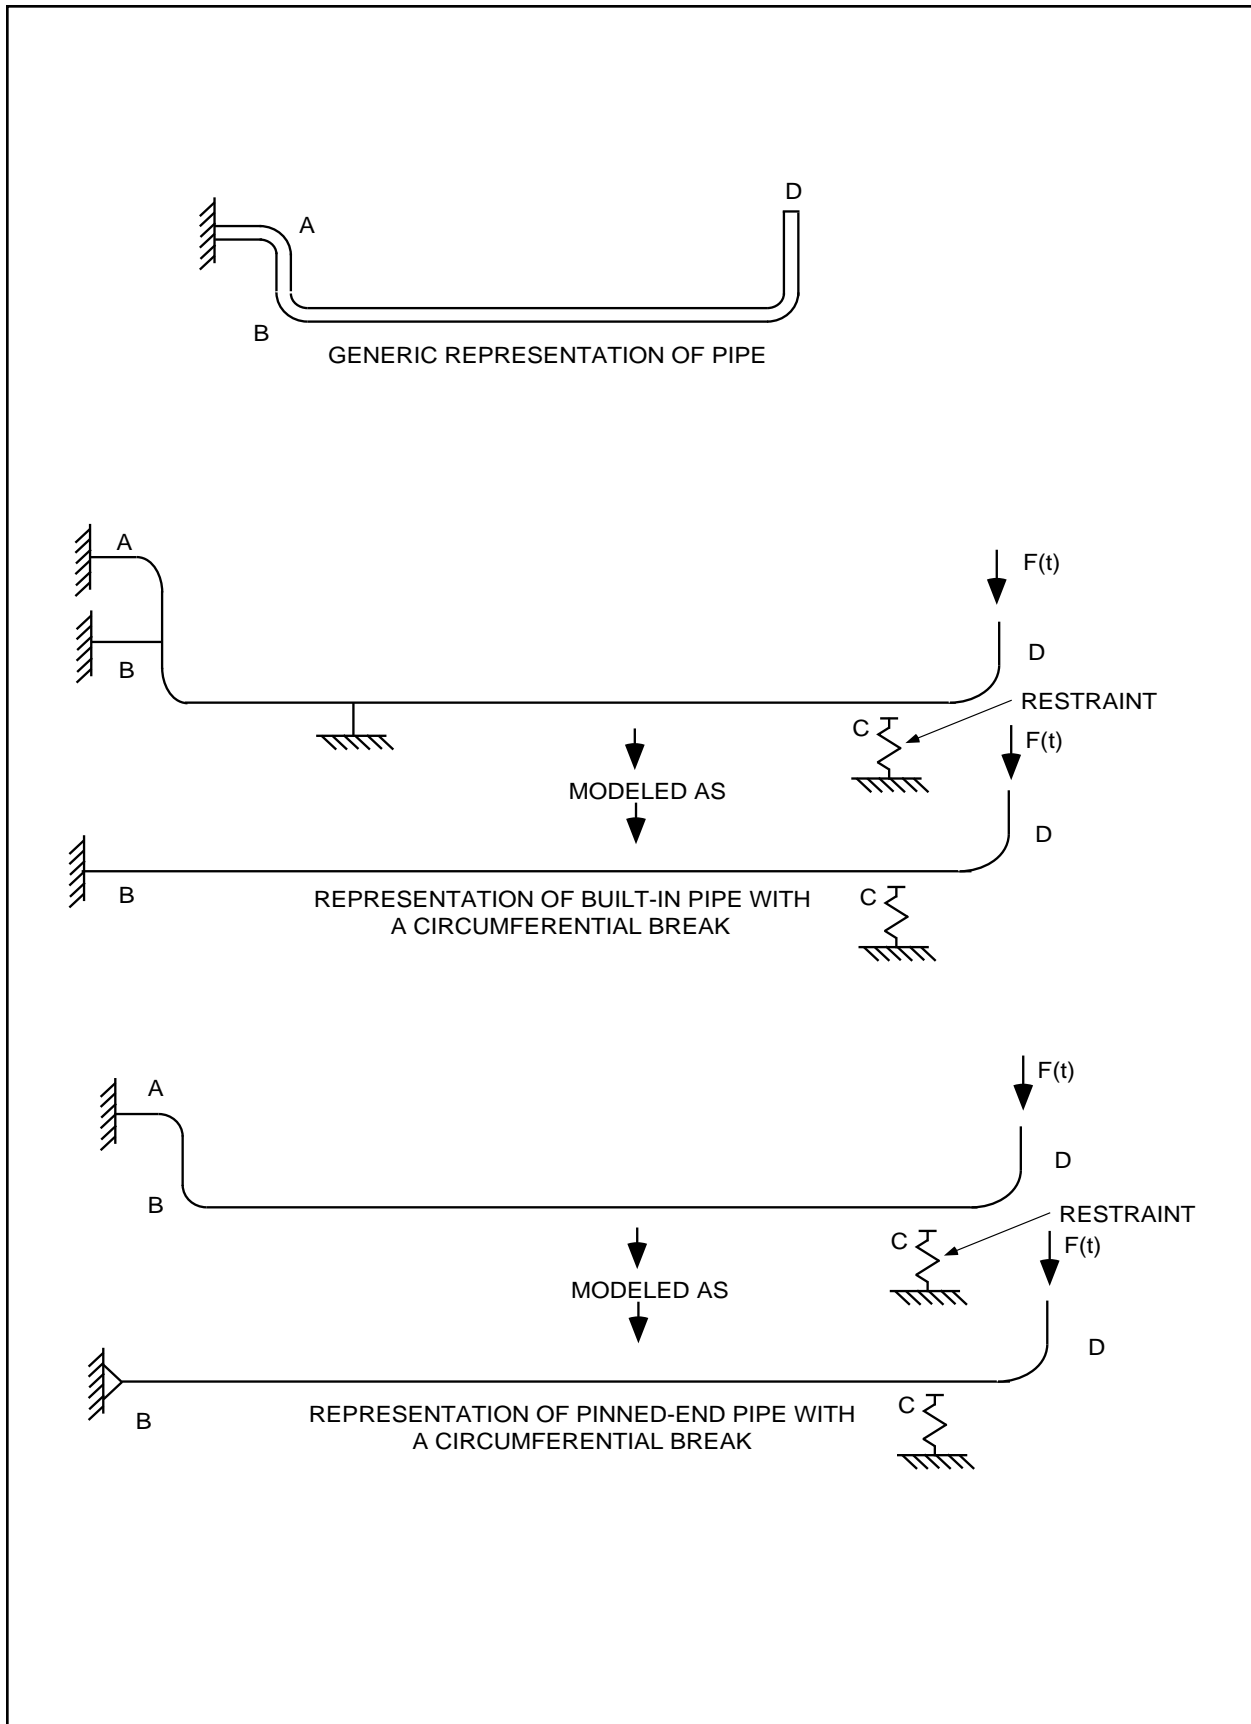 D
A
B
GENERIC REPRESENTATION OF PIPE
A
F(t)
B
D
RESTRAINT
C
F(t)
MODELED AS
D
B
REPRESENTATION OF BUILT-IN PIPE WITH
A CIRCUMFERENTIAL BREAK
C
F(t)
A
D
B
RESTRAINT
C
F(t)
MODELED AS
D
B
REPRESENTATION OF PINNED-END PIPE WITH
A CIRCUMFERENTIAL BREAK
C